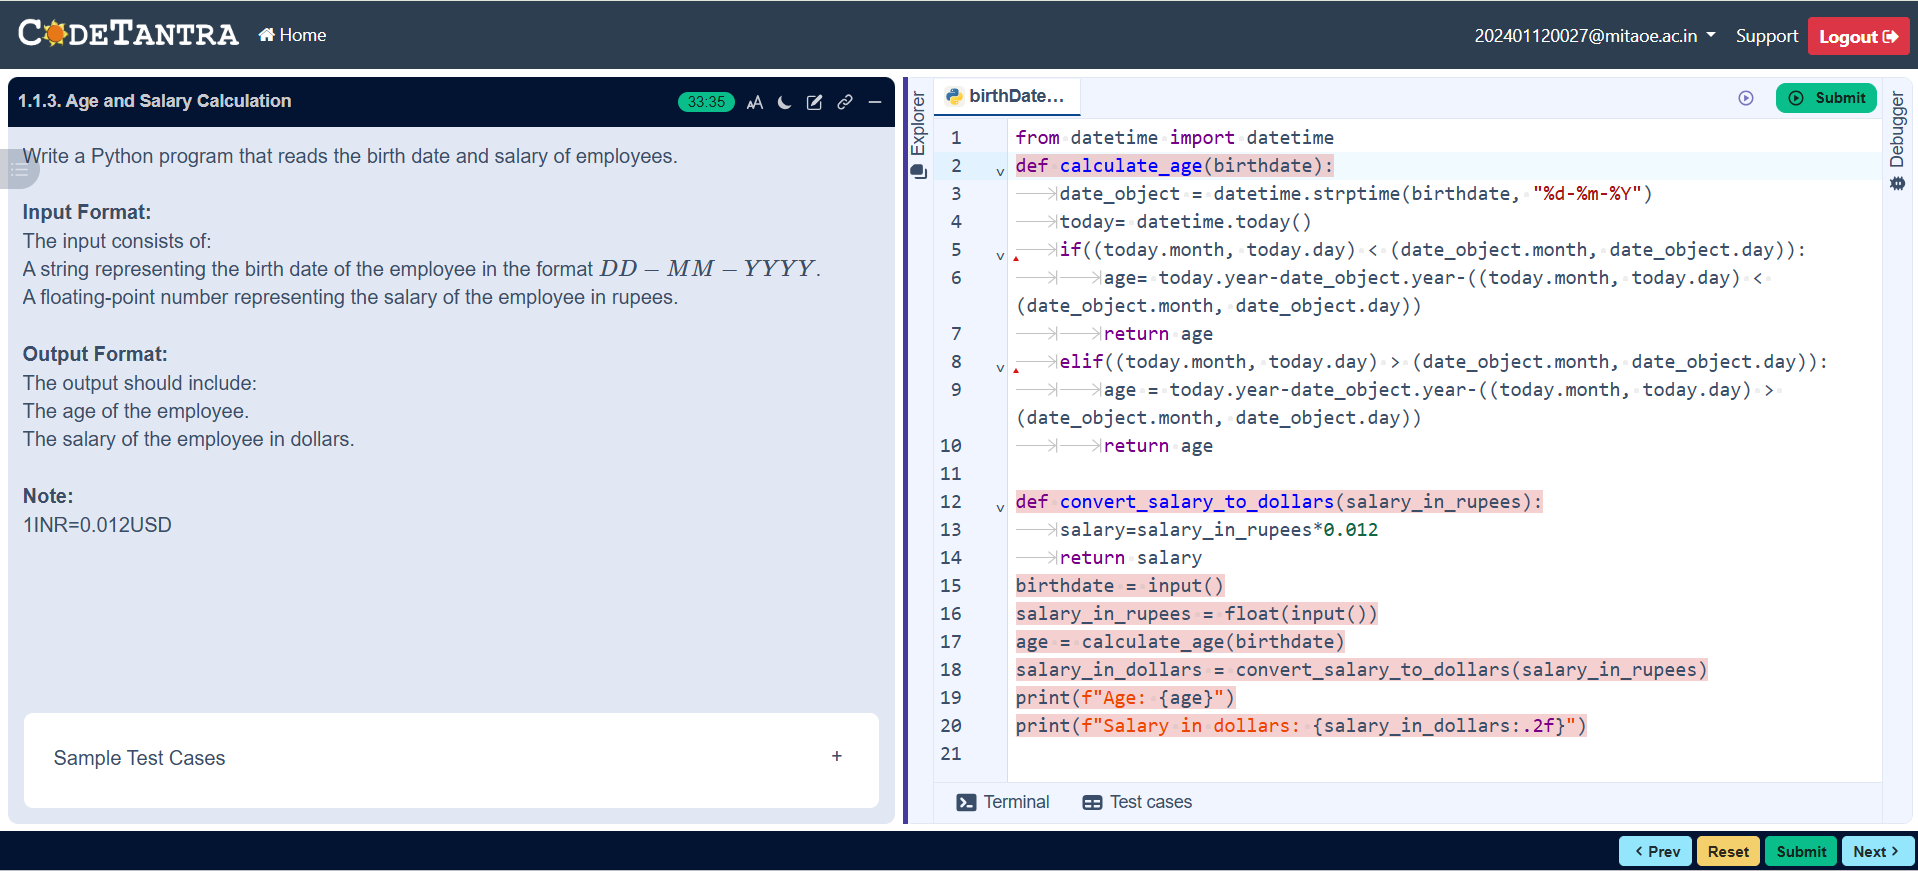 CODETANTRA
Home
202401120027@mitaoe.ac.in
Support
Logout
1.1.3. Age and Salary Calculation
33:35
Write a Python program that reads the birth date and salary of employees.
Input Format:
The input consists of:
A string representing the birth date of the employee in the format DD − MM − YYYY.
A floating-point number representing the salary of the employee in rupees.
Output Format:
The output should include:
The age of the employee.
The salary of the employee in dollars.
Note:
1INR=0.012USD
Sample Test Cases
+
Explorer
birthDate...
Submit
Debugger
1 from datetime import datetime
2 def calculate_age(birthdate):
3 date_object = datetime.strptime(birthdate, "%d-%m-%Y")
4 today= datetime.today()
5 if((today.month, today.day) < (date_object.month, date_object.day)):
6 age= today.year-date_object.year-((today.month, today.day) <
(date_object.month, date_object.day))
7 return age
8 elif((today.month, today.day) > (date_object.month, date_object.day)):
9 age = today.year-date_object.year-((today.month, today.day) >
(date_object.month, date_object.day))
10 return age
11
12 def convert_salary_to_dollars(salary_in_rupees):
13 salary=salary_in_rupees*0.012
14 return salary
15 birthdate = input()
16 salary_in_rupees = float(input())
17 age = calculate_age(birthdate)
18 salary_in_dollars = convert_salary_to_dollars(salary_in_rupees)
19 print(f"Age: {age}")
20 print(f"Salary in dollars: {salary_in_dollars:.2f}")
21
Terminal
Test cases
< Prev
Reset
Submit
Next >